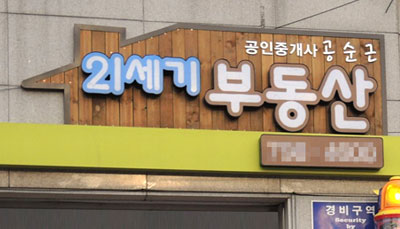 공인중개사 공순근
21세기 부동산
경비구역
Security
by